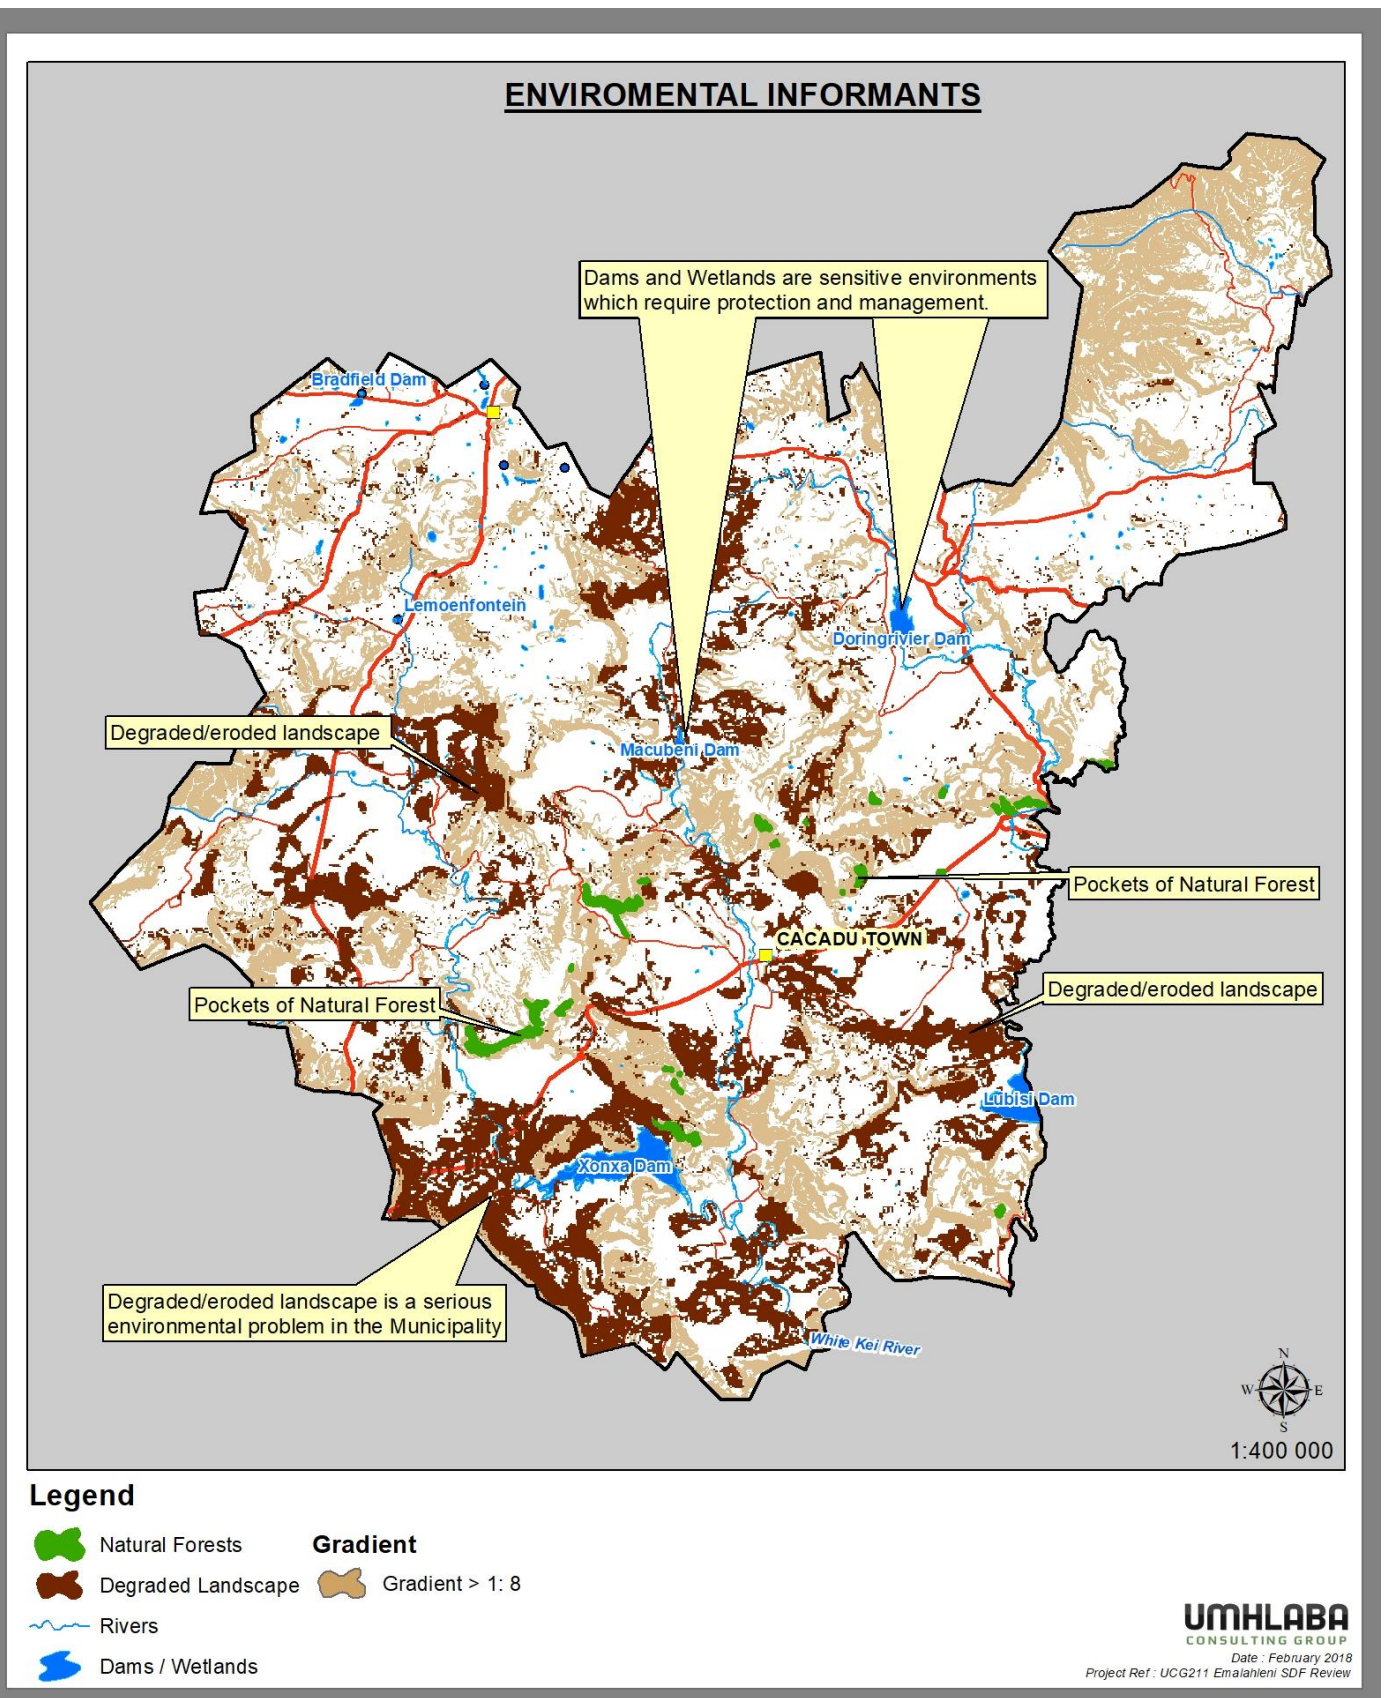 ENVIROMENTAL INFORMANTS
Dams and Wetlands are sensitive environments
which require protection and management.
Bradfield Dam
Lemoenfontein
Doringrivier Dam
Degraded/eroded landscape
Macubeni Dam
Pockets of Natural Forest
CACADU TOWN
Pockets of Natural Forest
Degraded/eroded landscape
Lubisi Dam
Xonxa Dam
Degraded/eroded landscape is a serious
environmental problem in the Municipality
White Kei River
N
W E
S
1:400 000
Legend
Natural Forests
Degraded Landscape
Rivers
Dams / Wetlands
Gradient
Gradient > 1: 8
UMHLABA
CONSULTING GROUP
Date : February 2018
Project Ref : UCG211 Emalahleni SDF Review